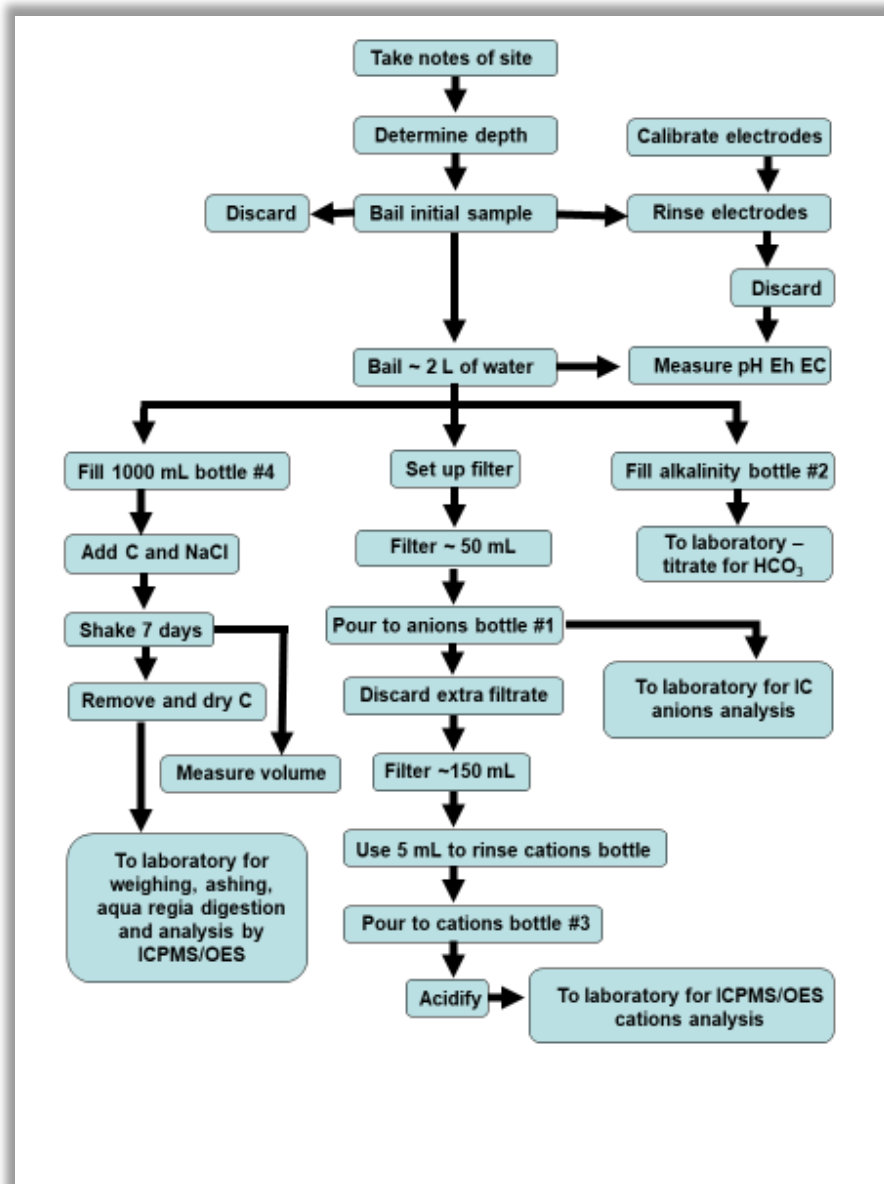 Take notes of site
Determine depth
Calibrate electrodes
Discard
Bail initial sample
Rinse electrodes
Discard
Bail ~ 2 L of water
Measure pH Eh EC
Fill 1000 mL bottle #4
Set up filter
Fill alkalinity bottle #2
Add C and NaCl
Filter ~ 50 mL
To laboratory –
titrate for HCO₃
Shake 7 days
Pour to anions bottle #1
Remove and dry C
Discard extra filtrate
To laboratory for IC
anions analysis
Measure volume
Filter ~150 mL
To laboratory for
weighing, ashing,
aqua regia digestion
and analysis by
ICPMS/OES
Use 5 mL to rinse cations bottle
Pour to cations bottle #3
Acidify
To laboratory for ICPMS/OES
cations analysis